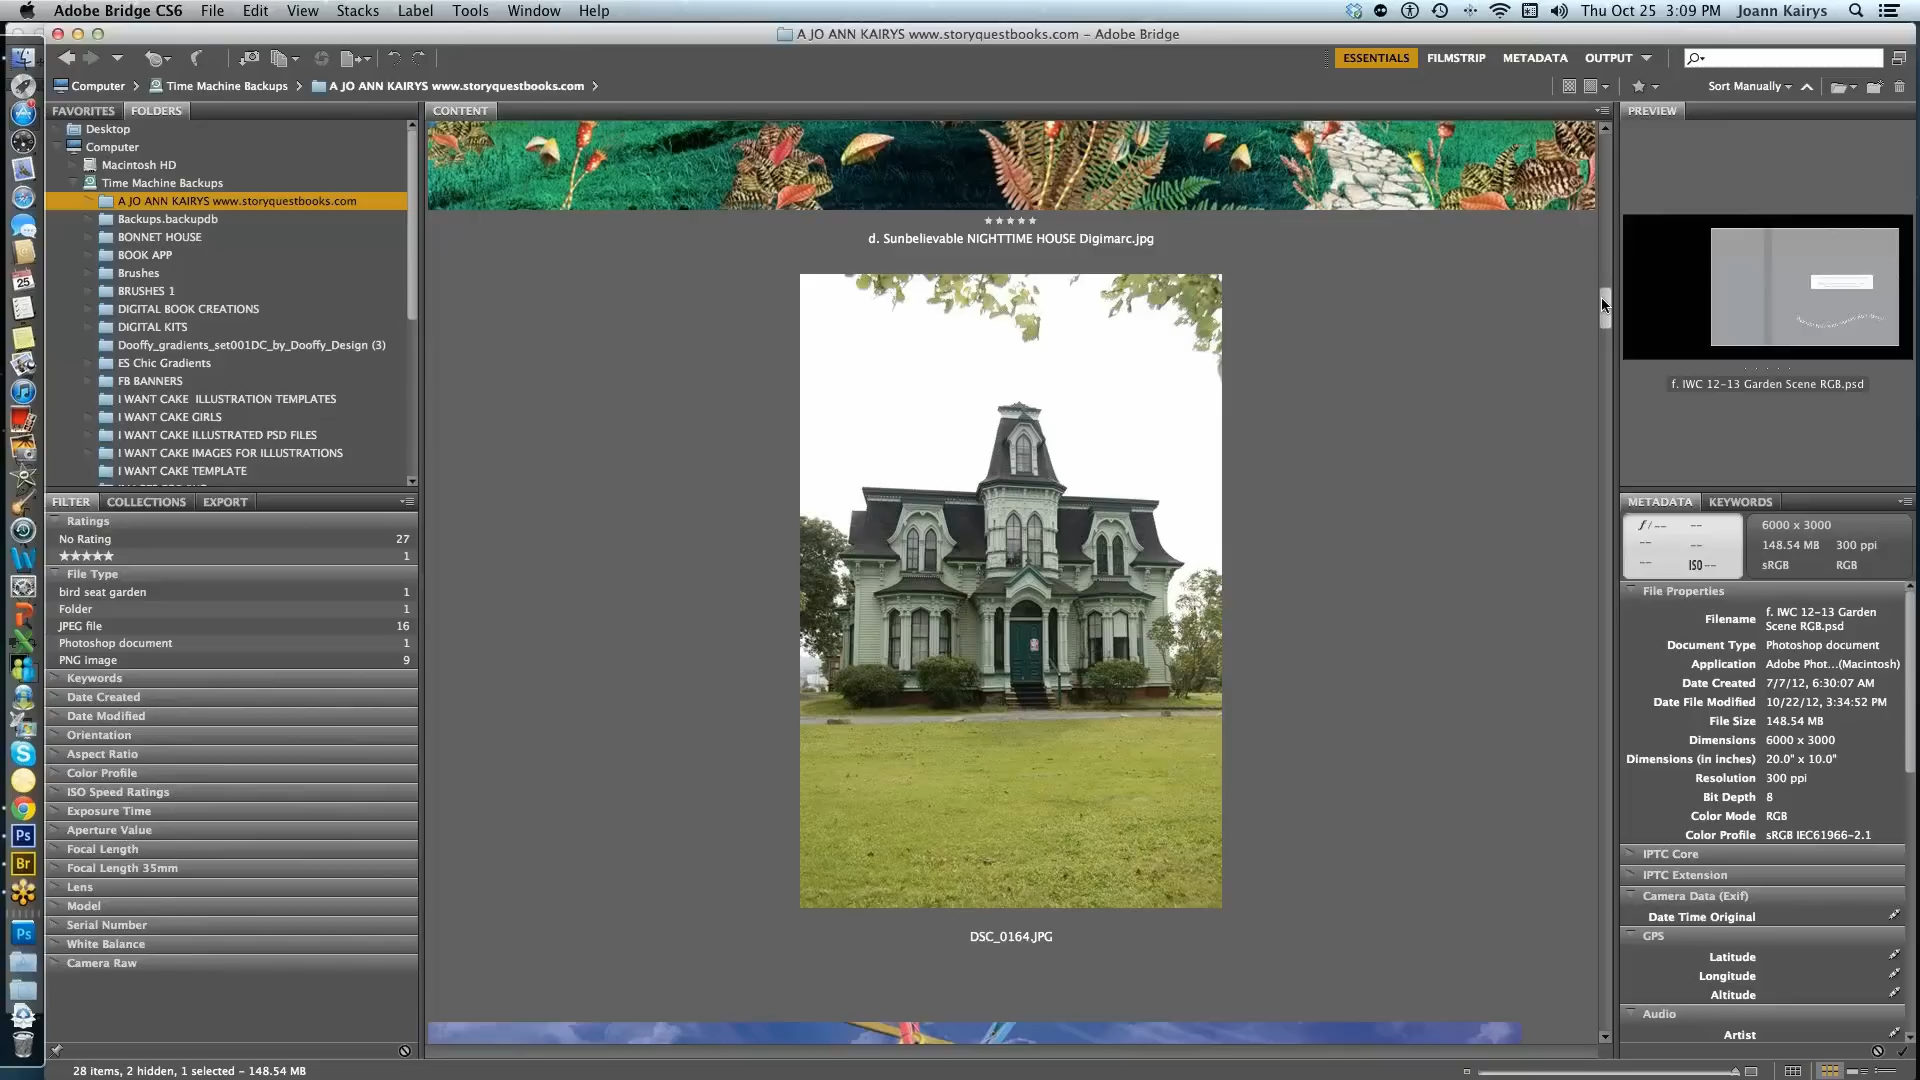 Adobe Bridge CS6 File Edit View Stacks Label Tools Window Help Thu Oct 25 3:09 PM Joann Kairys
A JO ANN KAIRYS www.storyquestbooks.com – Adobe Bridge
ESSENTIALS FILMSTRIP METADATA OUTPUT
Computer Time Machine Backups A JO ANN KAIRYS www.storyquestbooks.com Sort Manually
FAVORITES FOLDERS
Desktop
Computer
Macintosh HD
Time Machine Backups
A JO ANN KAIRYS www.storyquestbooks.com
Backups.backupdb
BONNET HOUSE
BOOK APP
Brushes
BRUSHES 1
DIGITAL BOOK CREATIONS
DIGITAL KITS
Dooffy_gradients_set001DC_by_Dooffy_Design (3)
ES Chic Gradients
FB BANNERS
I WANT CAKE ILLUSTRATION TEMPLATES
I WANT CAKE GIRLS
I WANT CAKE ILLUSTRATED PSD FILES
I WANT CAKE IMAGES FOR ILLUSTRATIONS
I WANT CAKE TEMPLATE
FILTER COLLECTIONS EXPORT
Ratings
No Rating 27
★★★★★ 1
File Type
bird seat garden 1
Folder 1
JPEG file 16
Photoshop document 1
PNG image 9
Keywords
Date Created
Date Modified
Orientation
Aspect Ratio
Color Profile
ISO Speed Ratings
Exposure Time
Aperture Value
Focal Length
Focal Length 35mm
Lens
Model
Serial Number
White Balance
Camera Raw
28 items, 2 hidden, 1 selected – 148.54 MB
CONTENT
★★★★★
d. Sunbelievable NIGHTTIME HOUSE Digimarc.jpg
DSC_0164.JPG
PREVIEW
f. IWC 12–13 Garden Scene RGB.psd
METADATA KEYWORDS
f/-- -- 6000 x 3000
-- -- 148.54 MB 300 ppi
-- ISO-- sRGB RGB
File Properties
Filename f. IWC 12–13 Garden
Scene RGB.psd
Document Type Photoshop document
Application Adobe Phot...(Macintosh)
Date Created 7/7/12, 6:30:07 AM
Date File Modified 10/22/12, 3:34:52 PM
File Size 148.54 MB
Dimensions 6000 x 3000
Dimensions (in inches) 20.0" x 10.0"
Resolution 300 ppi
Bit Depth 8
Color Mode RGB
Color Profile sRGB IEC61966–2.1
IPTC Core
IPTC Extension
Camera Data (Exif)
Date Time Original
GPS
Latitude
Longitude
Altitude
Audio
Artist
25
Ps
Br
Ps